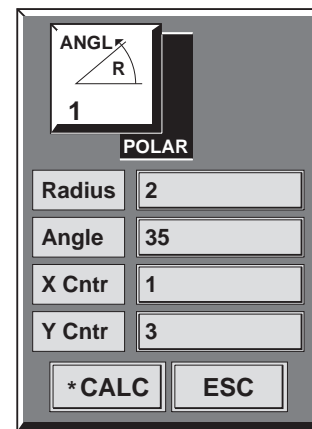 ANGL
R
1
POLAR
Radius 2
Angle 35
X Cntr 1
Y Cntr 3
*CALC ESC